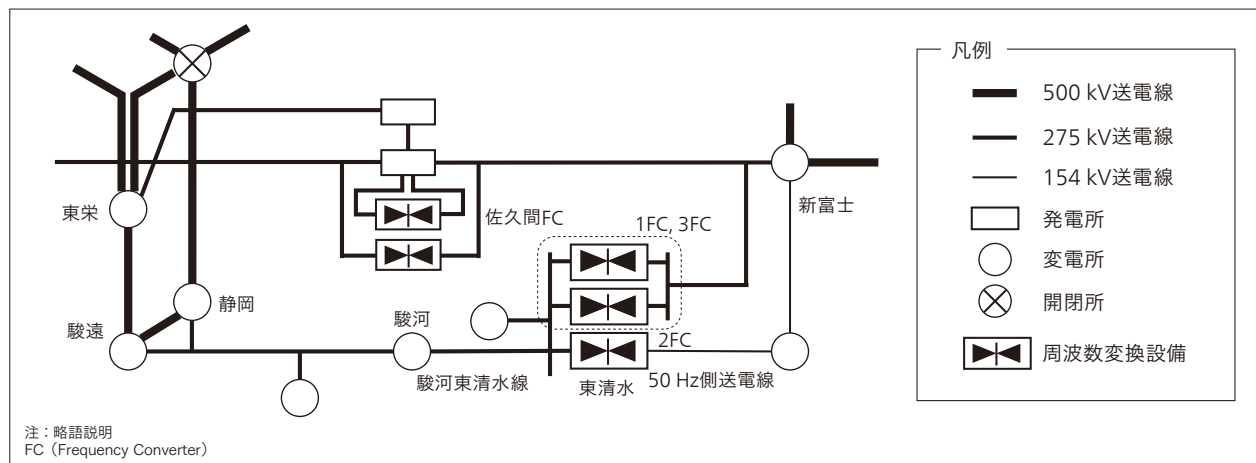 凡例
500 kV送電線
275 kV送電線
154 kV送電線
発電所
変電所
開閉所
周波数変換設備
東栄
佐久間FC
新富士
1FC, 3FC
静岡
駿遠
駿河
2FC
駿河東清水線
東清水
50 Hz側送電線
注：略語説明
FC（Frequency Converter）